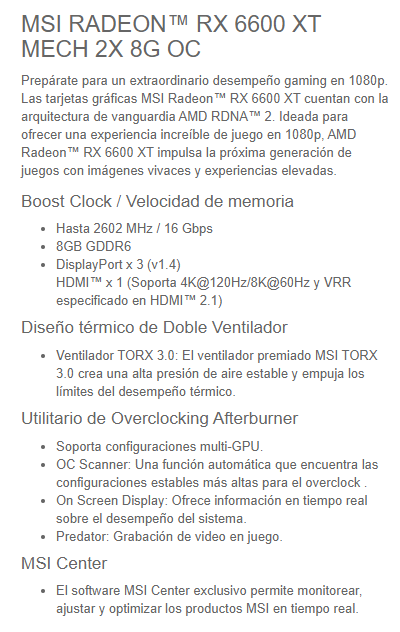 MSI RADEON™ RX 6600 XT
MECH 2X 8G OC
Prepárate para un extraordinario desempeño gaming en 1080p.
Las tarjetas gráficas MSI Radeon™ RX 6600 XT cuentan con la
arquitectura de vanguardia AMD RDNA™ 2. Ideada para
ofrecer una experiencia increíble de juego en 1080p, AMD
Radeon™ RX 6600 XT impulsa la próxima generación de
juegos con imágenes vivaces y experiencias elevadas.
Boost Clock / Velocidad de memoria
• Hasta 2602 MHz / 16 Gbps
• 8GB GDDR6
• DisplayPort x 3 (v1.4)
HDMI™ x 1 (Soporta 4K@120Hz/8K@60Hz y VRR
especificado en HDMI™ 2.1)
Diseño térmico de Doble Ventilador
• Ventilador TORX 3.0: El ventilador premiado MSI TORX
3.0 crea una alta presión de aire estable y empuja los
límites del desempeño térmico.
Utilitario de Overclocking Afterburner
• Soporta configuraciones multi-GPU.
• OC Scanner: Una función automática que encuentra las
configuraciones estables más altas para el overclock .
• On Screen Display: Ofrece información en tiempo real
sobre el desempeño del sistema.
• Predator: Grabación de video en juego.
MSI Center
• El software MSI Center exclusivo permite monitorear,
ajustar y optimizar los productos MSI en tiempo real.